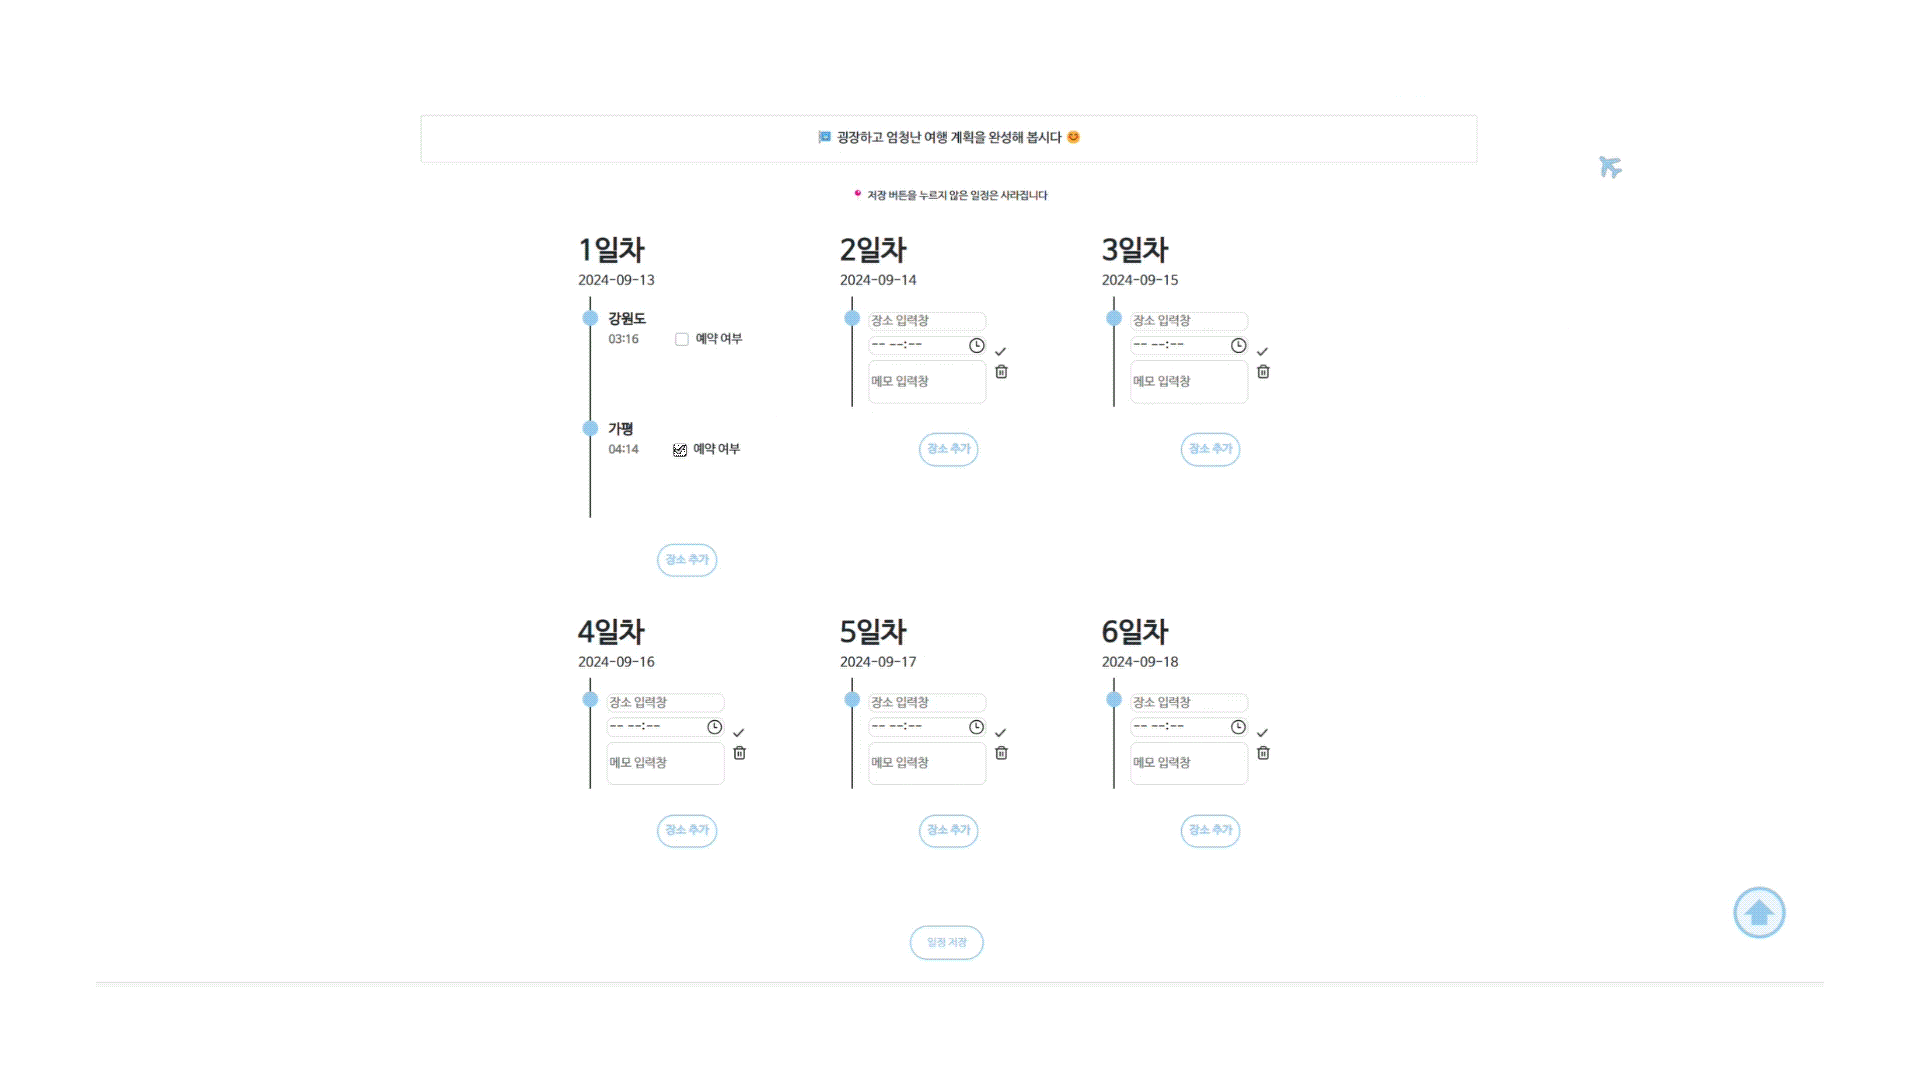 굉장하고 엄청난 여행 계획을 완성해 봅시다
저장 버튼을 누르지 않은 일정은 사라집니다
1일차
2024-09-13
강원도
03:16 예약 여부
가평
04:14 예약 여부
장소 추가
2일차
2024-09-14
장소 입력창
-- --:--
메모 입력창
장소 추가
3일차
2024-09-15
장소 입력창
-- --:--
메모 입력창
장소 추가
4일차
2024-09-16
장소 입력창
-- --:--
메모 입력창
장소 추가
5일차
2024-09-17
장소 입력창
-- --:--
메모 입력창
장소 추가
6일차
2024-09-18
장소 입력창
-- --:--
메모 입력창
장소 추가
일정 저장